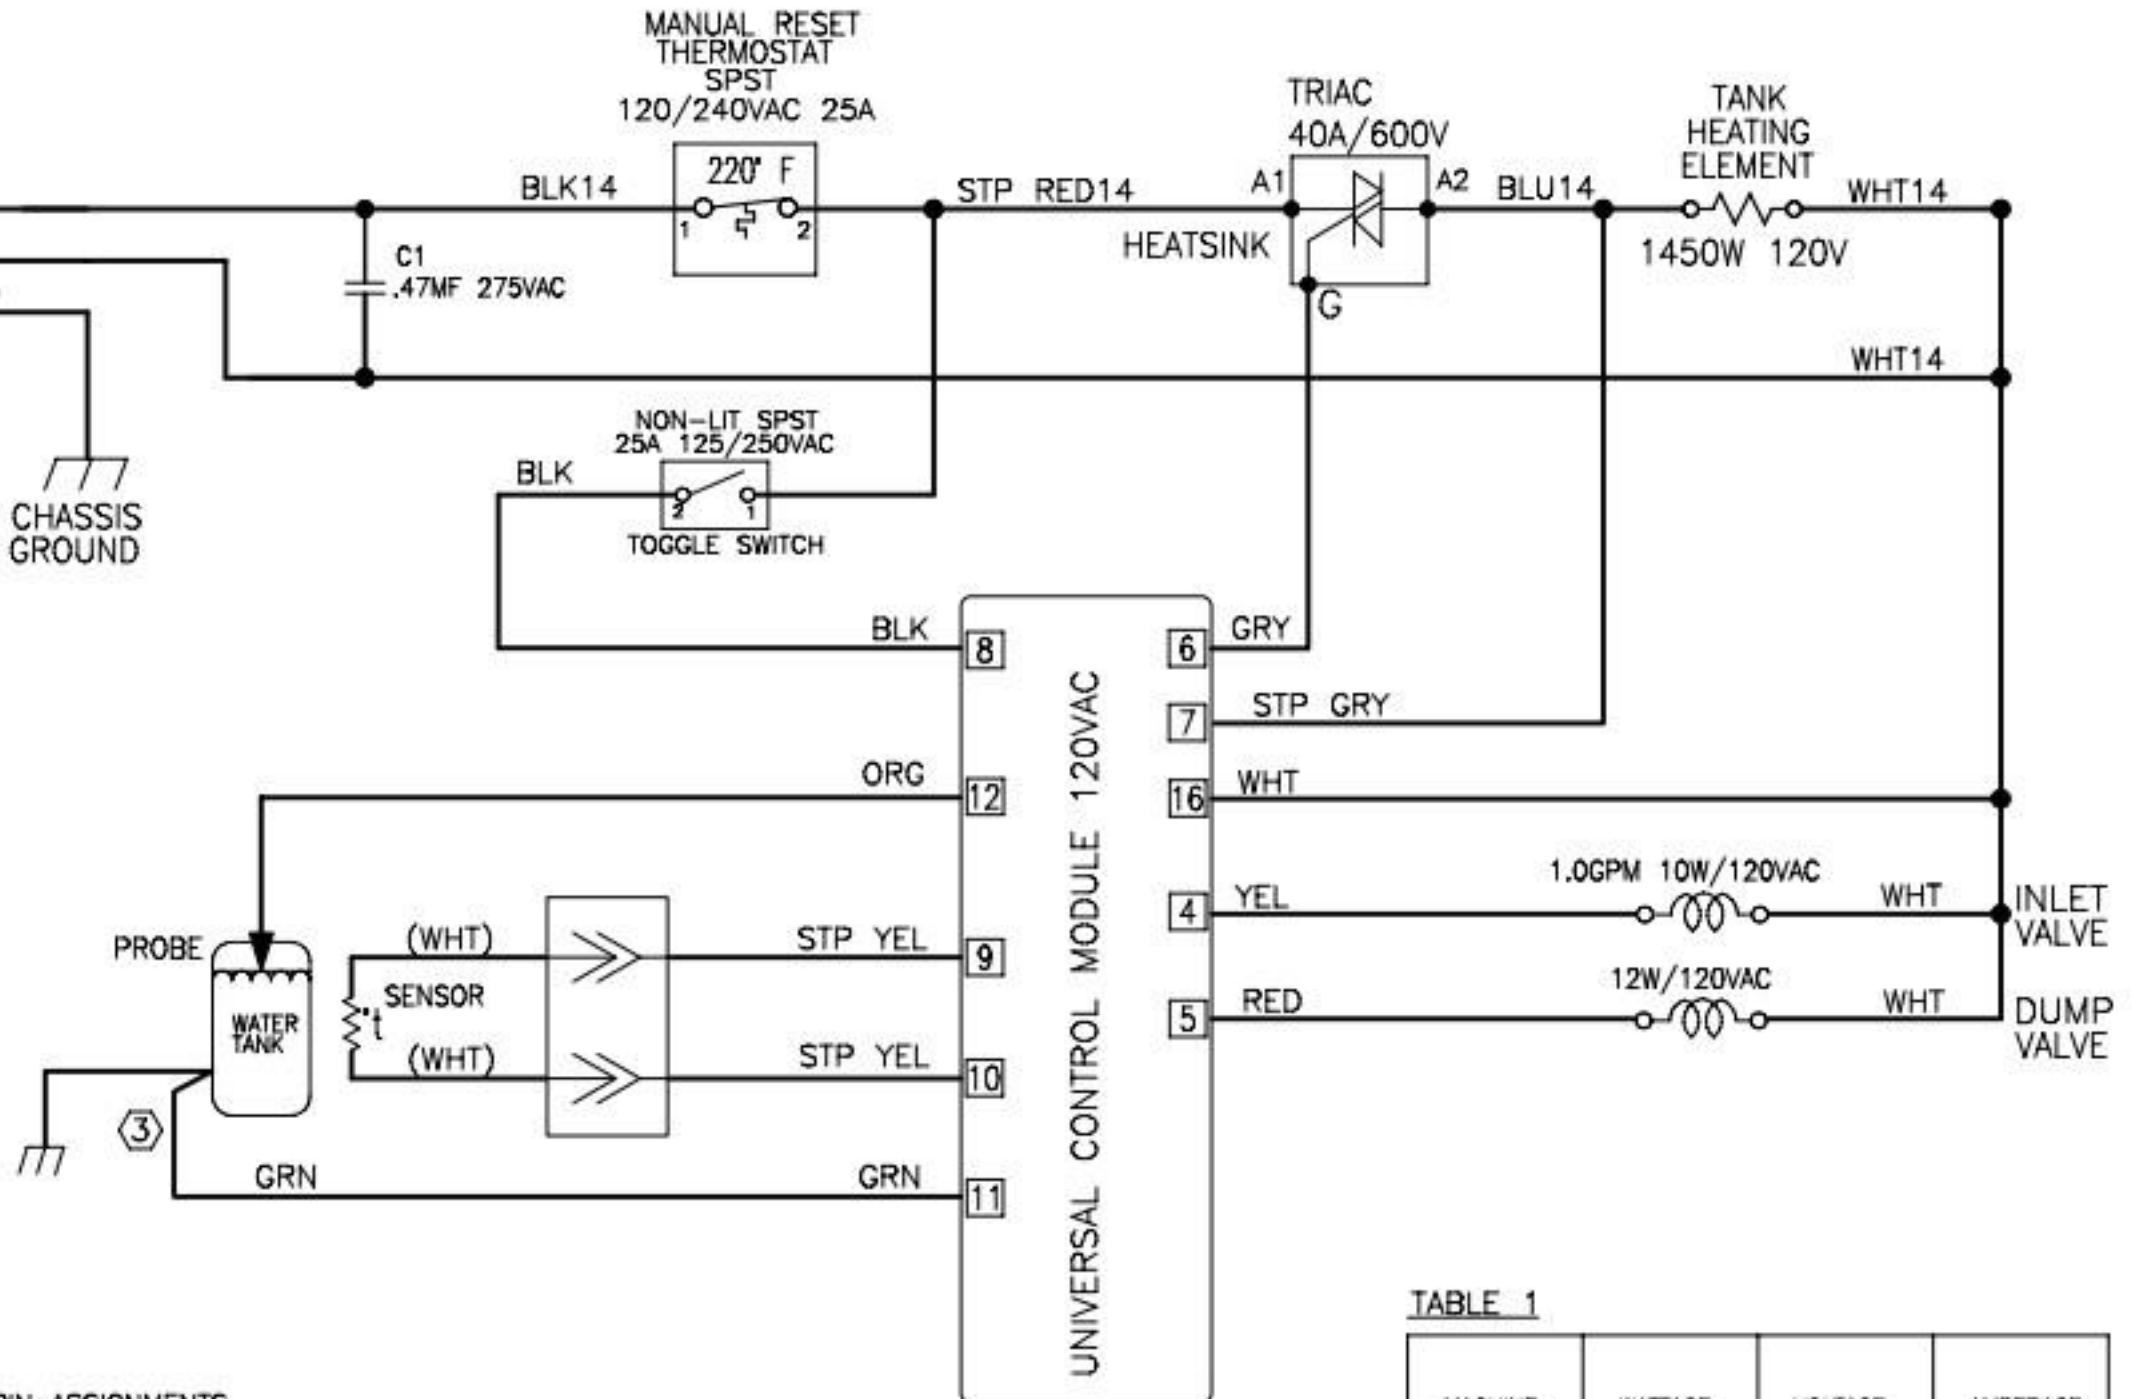 MANUAL RESET
THERMOSTAT
SPST
120/240VAC 25A
220° F
1
2
BLK14
STP RED14
TRIAC
40A/600V
A1
A2
HEATSINK
G
BLU14
TANK
HEATING
ELEMENT
1450W 120V
WHT14
C1
.47MF 275VAC
WHT14
CHASSIS
GROUND
NON-LIT SPST
25A 125/250VAC
BLK
2
1
TOGGLE SWITCH
BLK
8
6
GRY
7
STP GRY
ORG
12
16
WHT
UNIVERSAL CONTROL MODULE 120VAC
1.0GPM 10W/120VAC
4
YEL
WHT
INLET
VALVE
12W/120VAC
5
RED
WHT
DUMP
VALVE
PROBE
WATER
TANK
(WHT)
SENSOR
°t
(WHT)
STP YEL
9
STP YEL
10
3
GRN
GRN
11
TABLE 1
ASSIGNMENTS